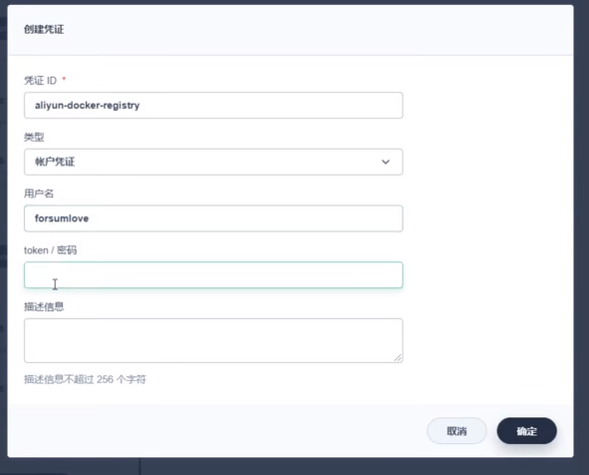 创建凭证
凭证 ID *
aliyun-docker-registry
类型
帐户凭证
用户名
forsumlove
token / 密码
描述信息
描述信息不超过 256 个字符
取消
确定